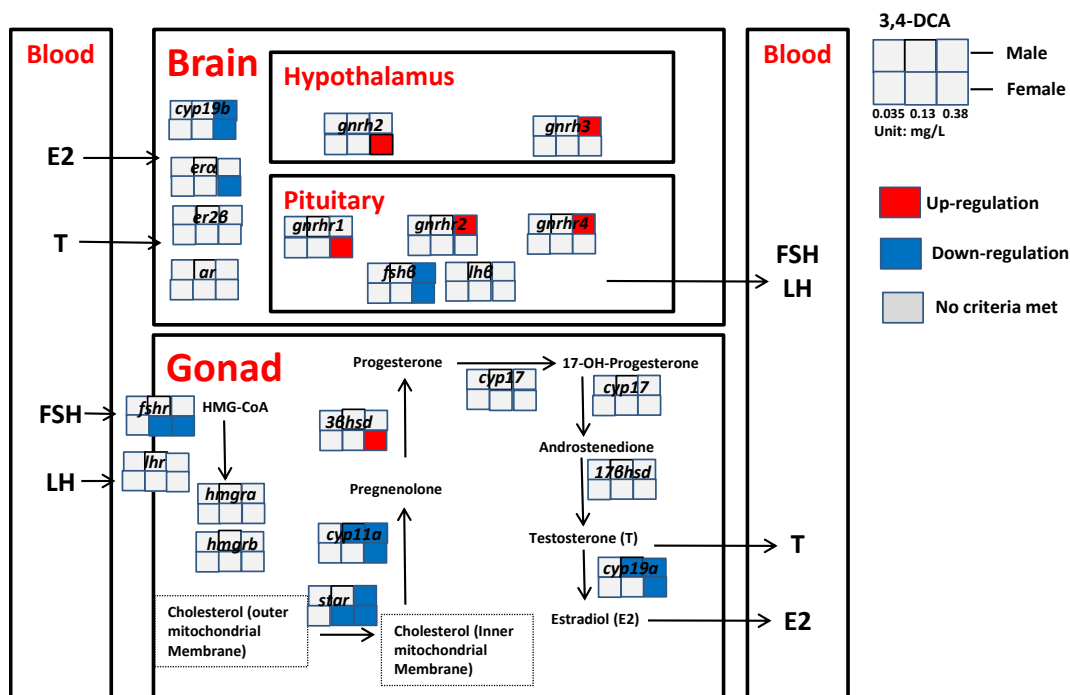 Blood
E2
T
FSH
LH
Brain
cyp19b
erα
er2β
ar
Hypothalamus
gnrh2
gnrh3
Pituitary
gnrhr1
gnrhr2
gnrhr4
fshβ
lhβ
Gonad
fshr
lhr
HMG-CoA
hmgra
hmgrb
Cholesterol (outer
mitochondrial
Membrane)
star
Cholesterol (Inner
mitochondrial
Membrane)
cyp11a
Pregnenolone
3βhsd
Progesterone
cyp17
17-OH-Progesterone
cyp17
Androstenedione
17βhsd
Testosterone (T)
cyp19a
Estradiol (E2)
Blood
FSH
LH
T
E2
3,4-DCA
Male
Female
0.035 0.13 0.38
Unit: mg/L
Up-regulation
Down-regulation
No criteria met